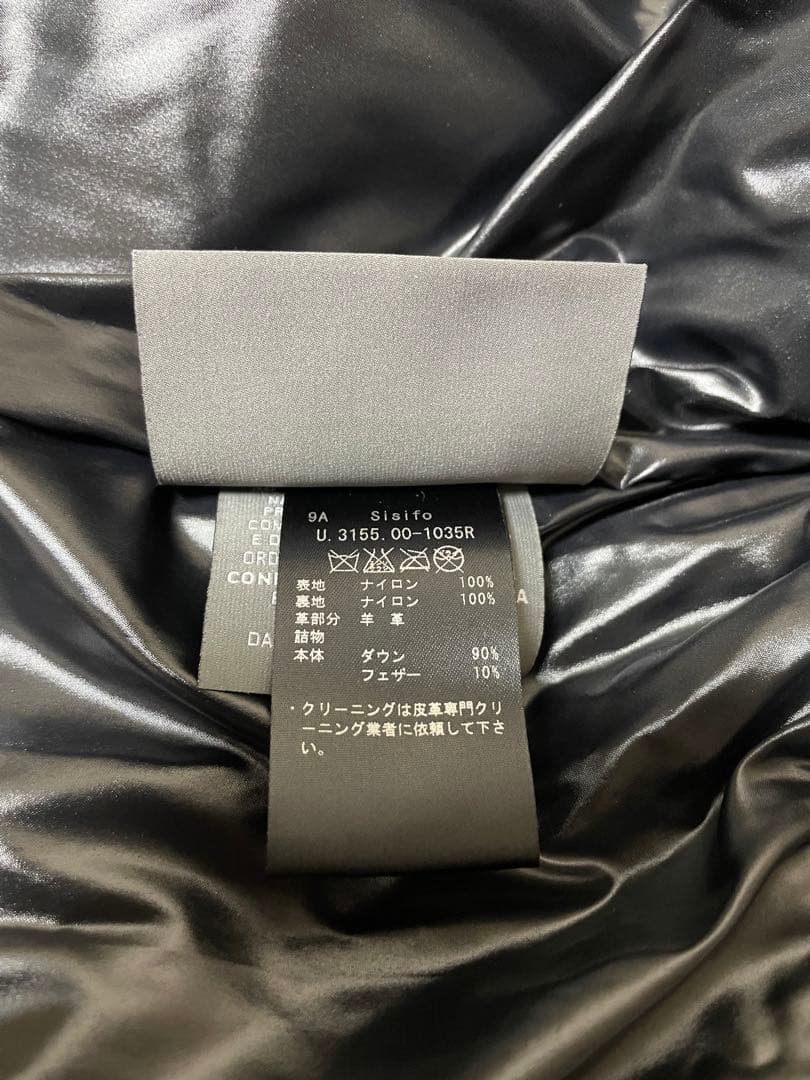 9A Sisifo
U.3155.00-1035R
表地 ナイロン 100%
裏地 ナイロン 100%
革部分 羊 革
詰物
本体 ダウン 90%
フェザー 10%
・クリーニングは皮革専門クリ
ーニング業者に依頼して下さ
い。
PR
COM
E D
ORD
CON
DA
A